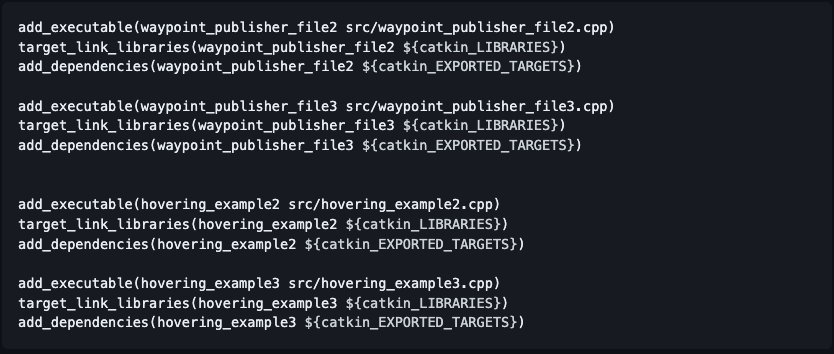 add_executable(waypoint_publisher_file2 src/waypoint_publisher_file2.cpp)
target_link_libraries(waypoint_publisher_file2 ${catkin_LIBRARIES})
add_dependencies(waypoint_publisher_file2 ${catkin_EXPORTED_TARGETS})

add_executable(waypoint_publisher_file3 src/waypoint_publisher_file3.cpp)
target_link_libraries(waypoint_publisher_file3 ${catkin_LIBRARIES})
add_dependencies(waypoint_publisher_file3 ${catkin_EXPORTED_TARGETS})

add_executable(hovering_example2 src/hovering_example2.cpp)
target_link_libraries(hovering_example2 ${catkin_LIBRARIES})
add_dependencies(hovering_example2 ${catkin_EXPORTED_TARGETS})

add_executable(hovering_example3 src/hovering_example3.cpp)
target_link_libraries(hovering_example3 ${catkin_LIBRARIES})
add_dependencies(hovering_example3 ${catkin_EXPORTED_TARGETS})